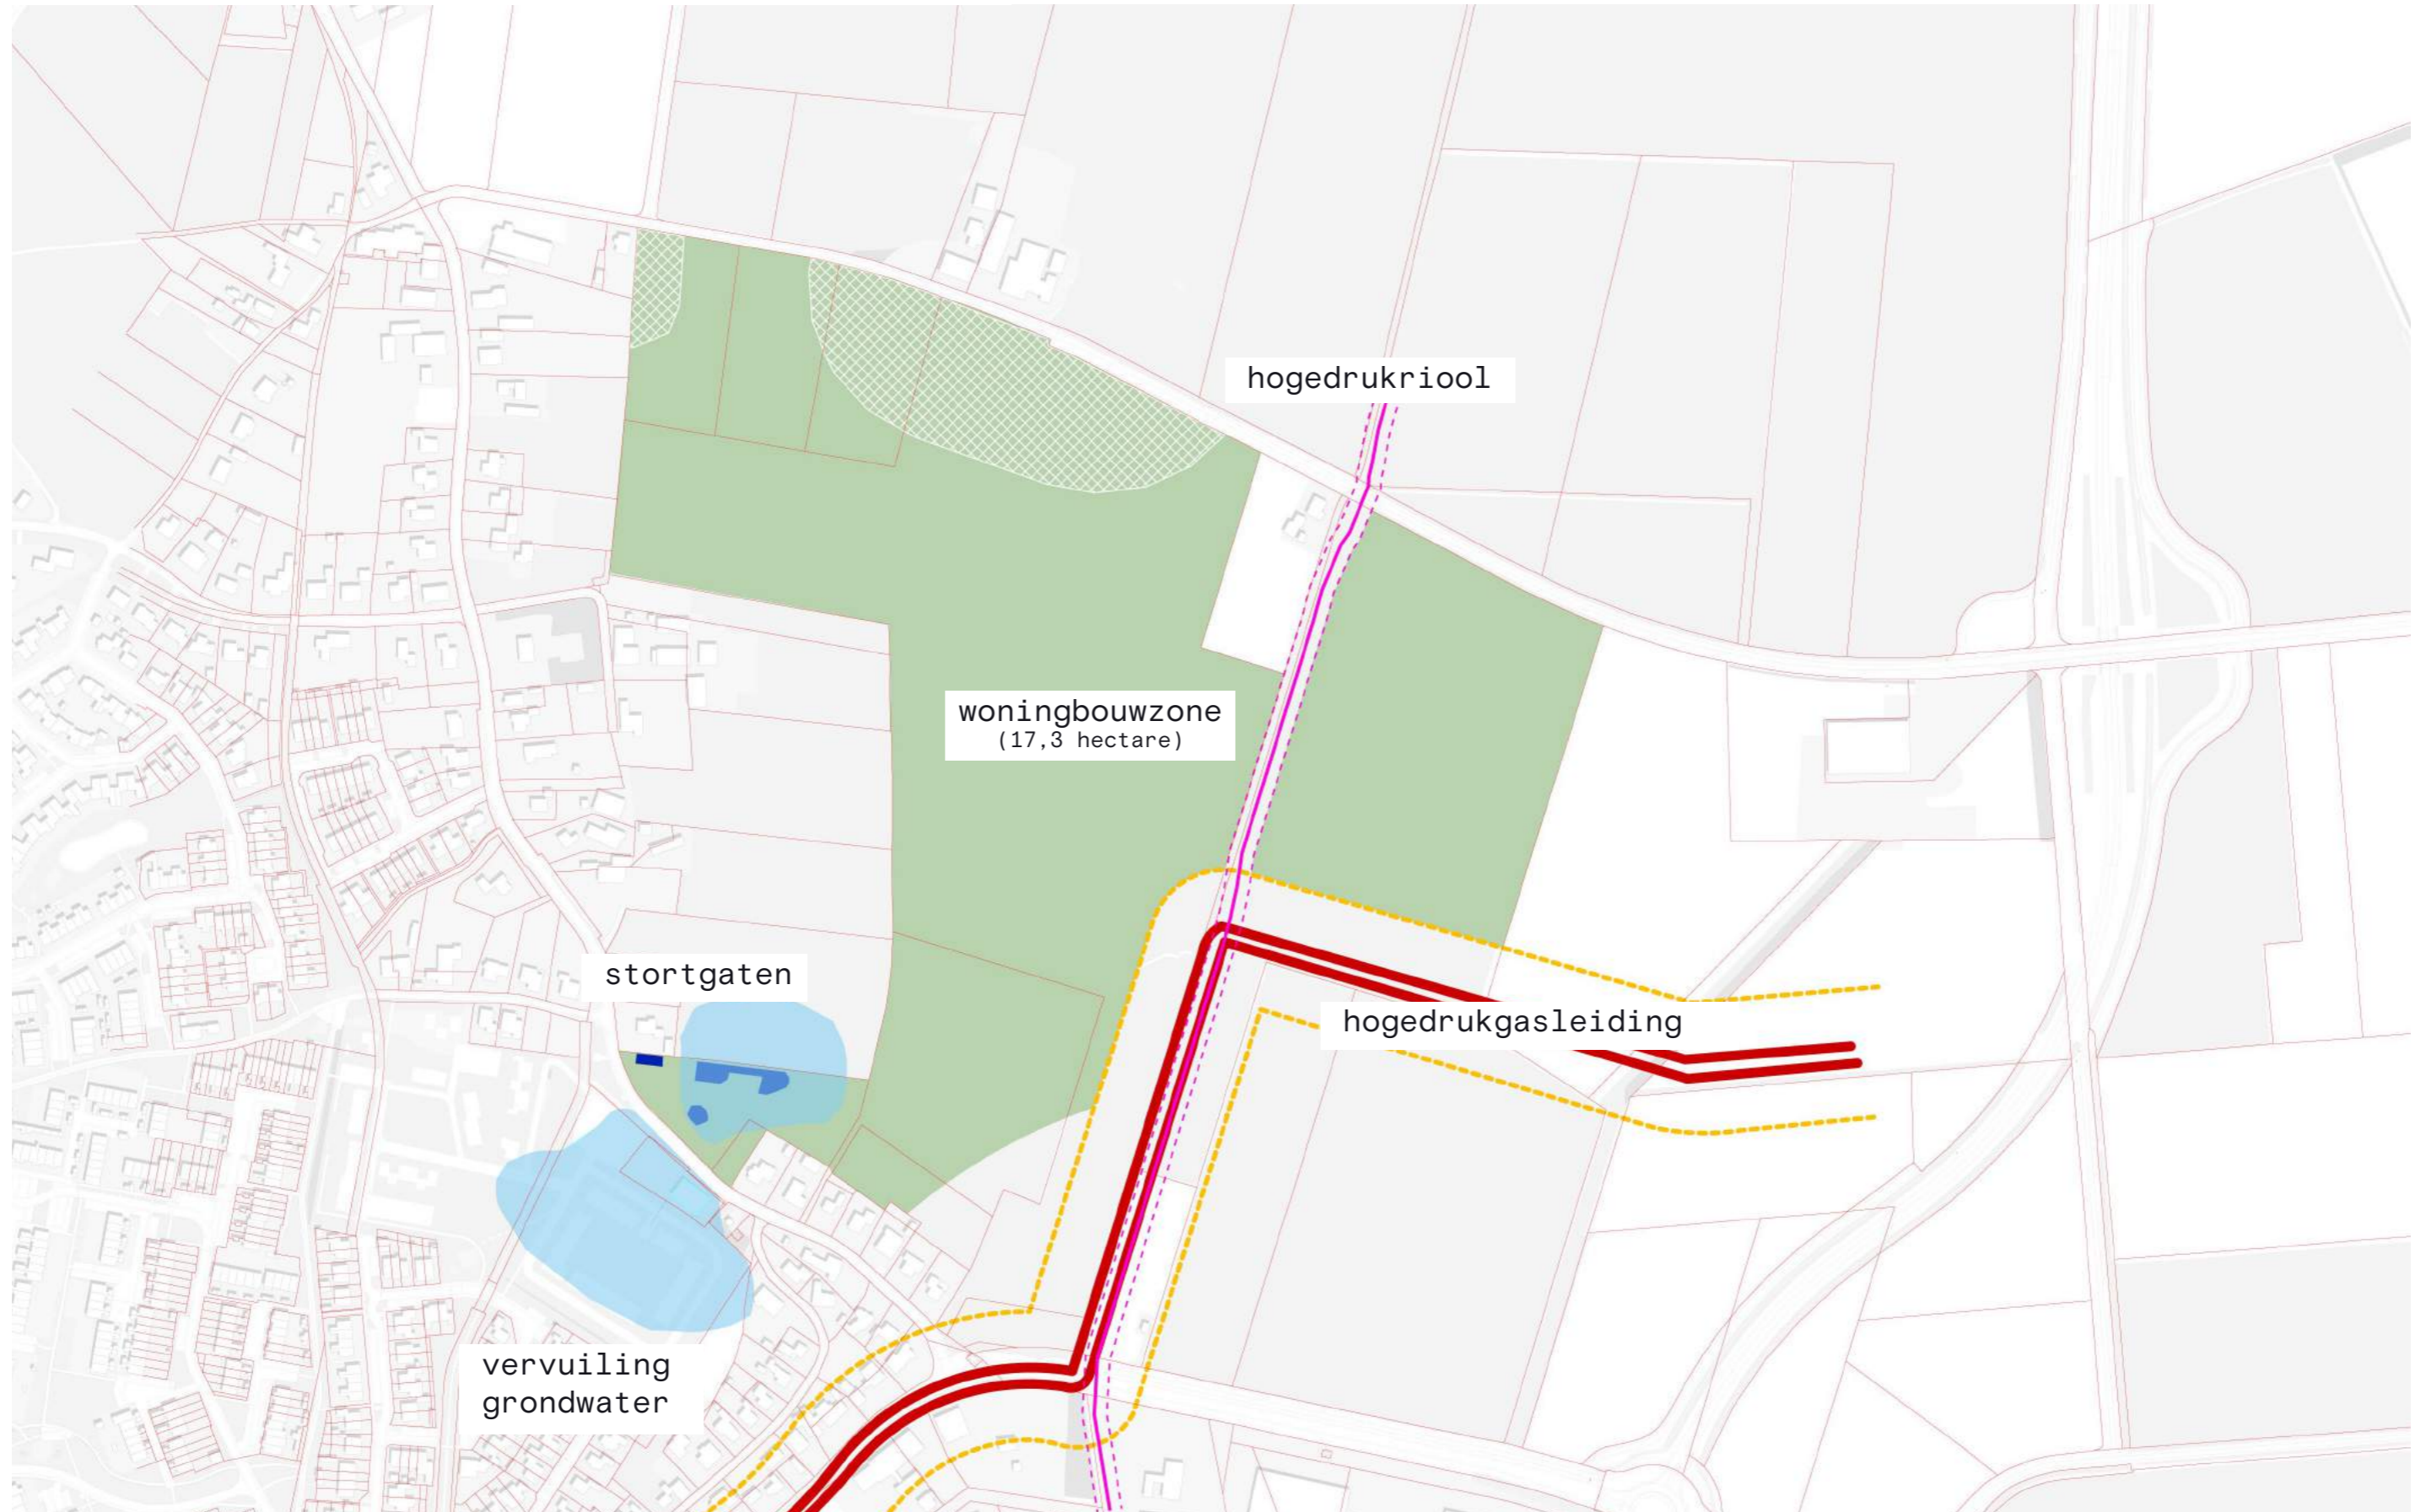 hogedrukriool
woningbouwzone
(17,3 hectare)
stortgaten
hogedrukgasleiding
vervuiling
grondwater